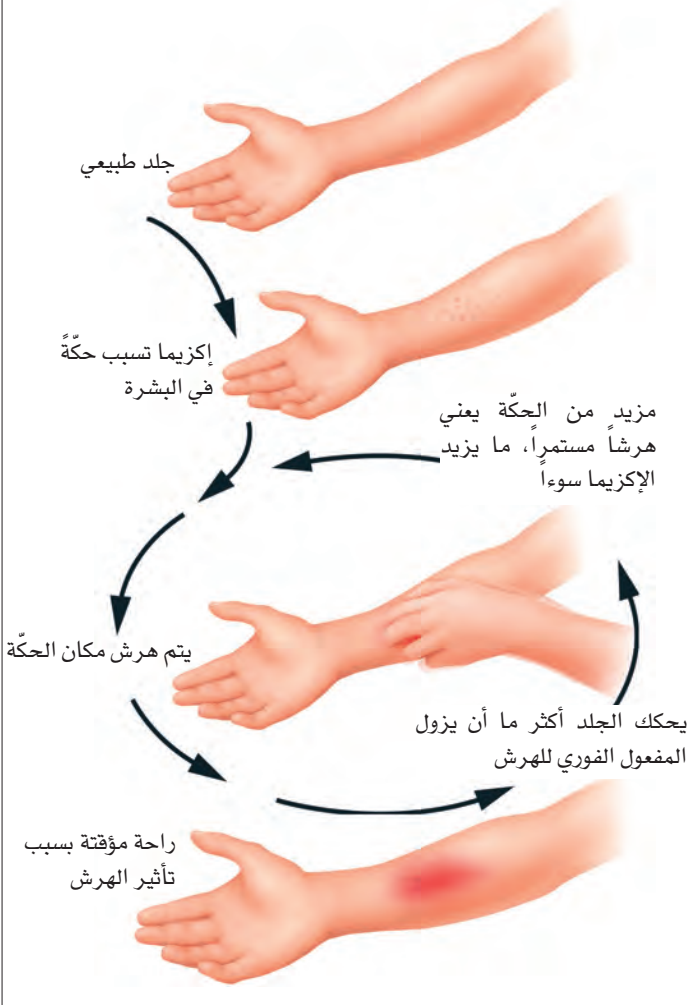 جلد طبيعي
إكزيما تسبب حكّةً
في البشرة
مزيد من الحكّة يعني
هرشاً مستمراً، ما يزيد
الإكزيما سوءاً
يتم هرش مكان الحكّة
يحكك الجلد أكثر ما أن يزول
المفعول الفوري للهرش
راحة مؤقتة بسبب
تأثير الهرش